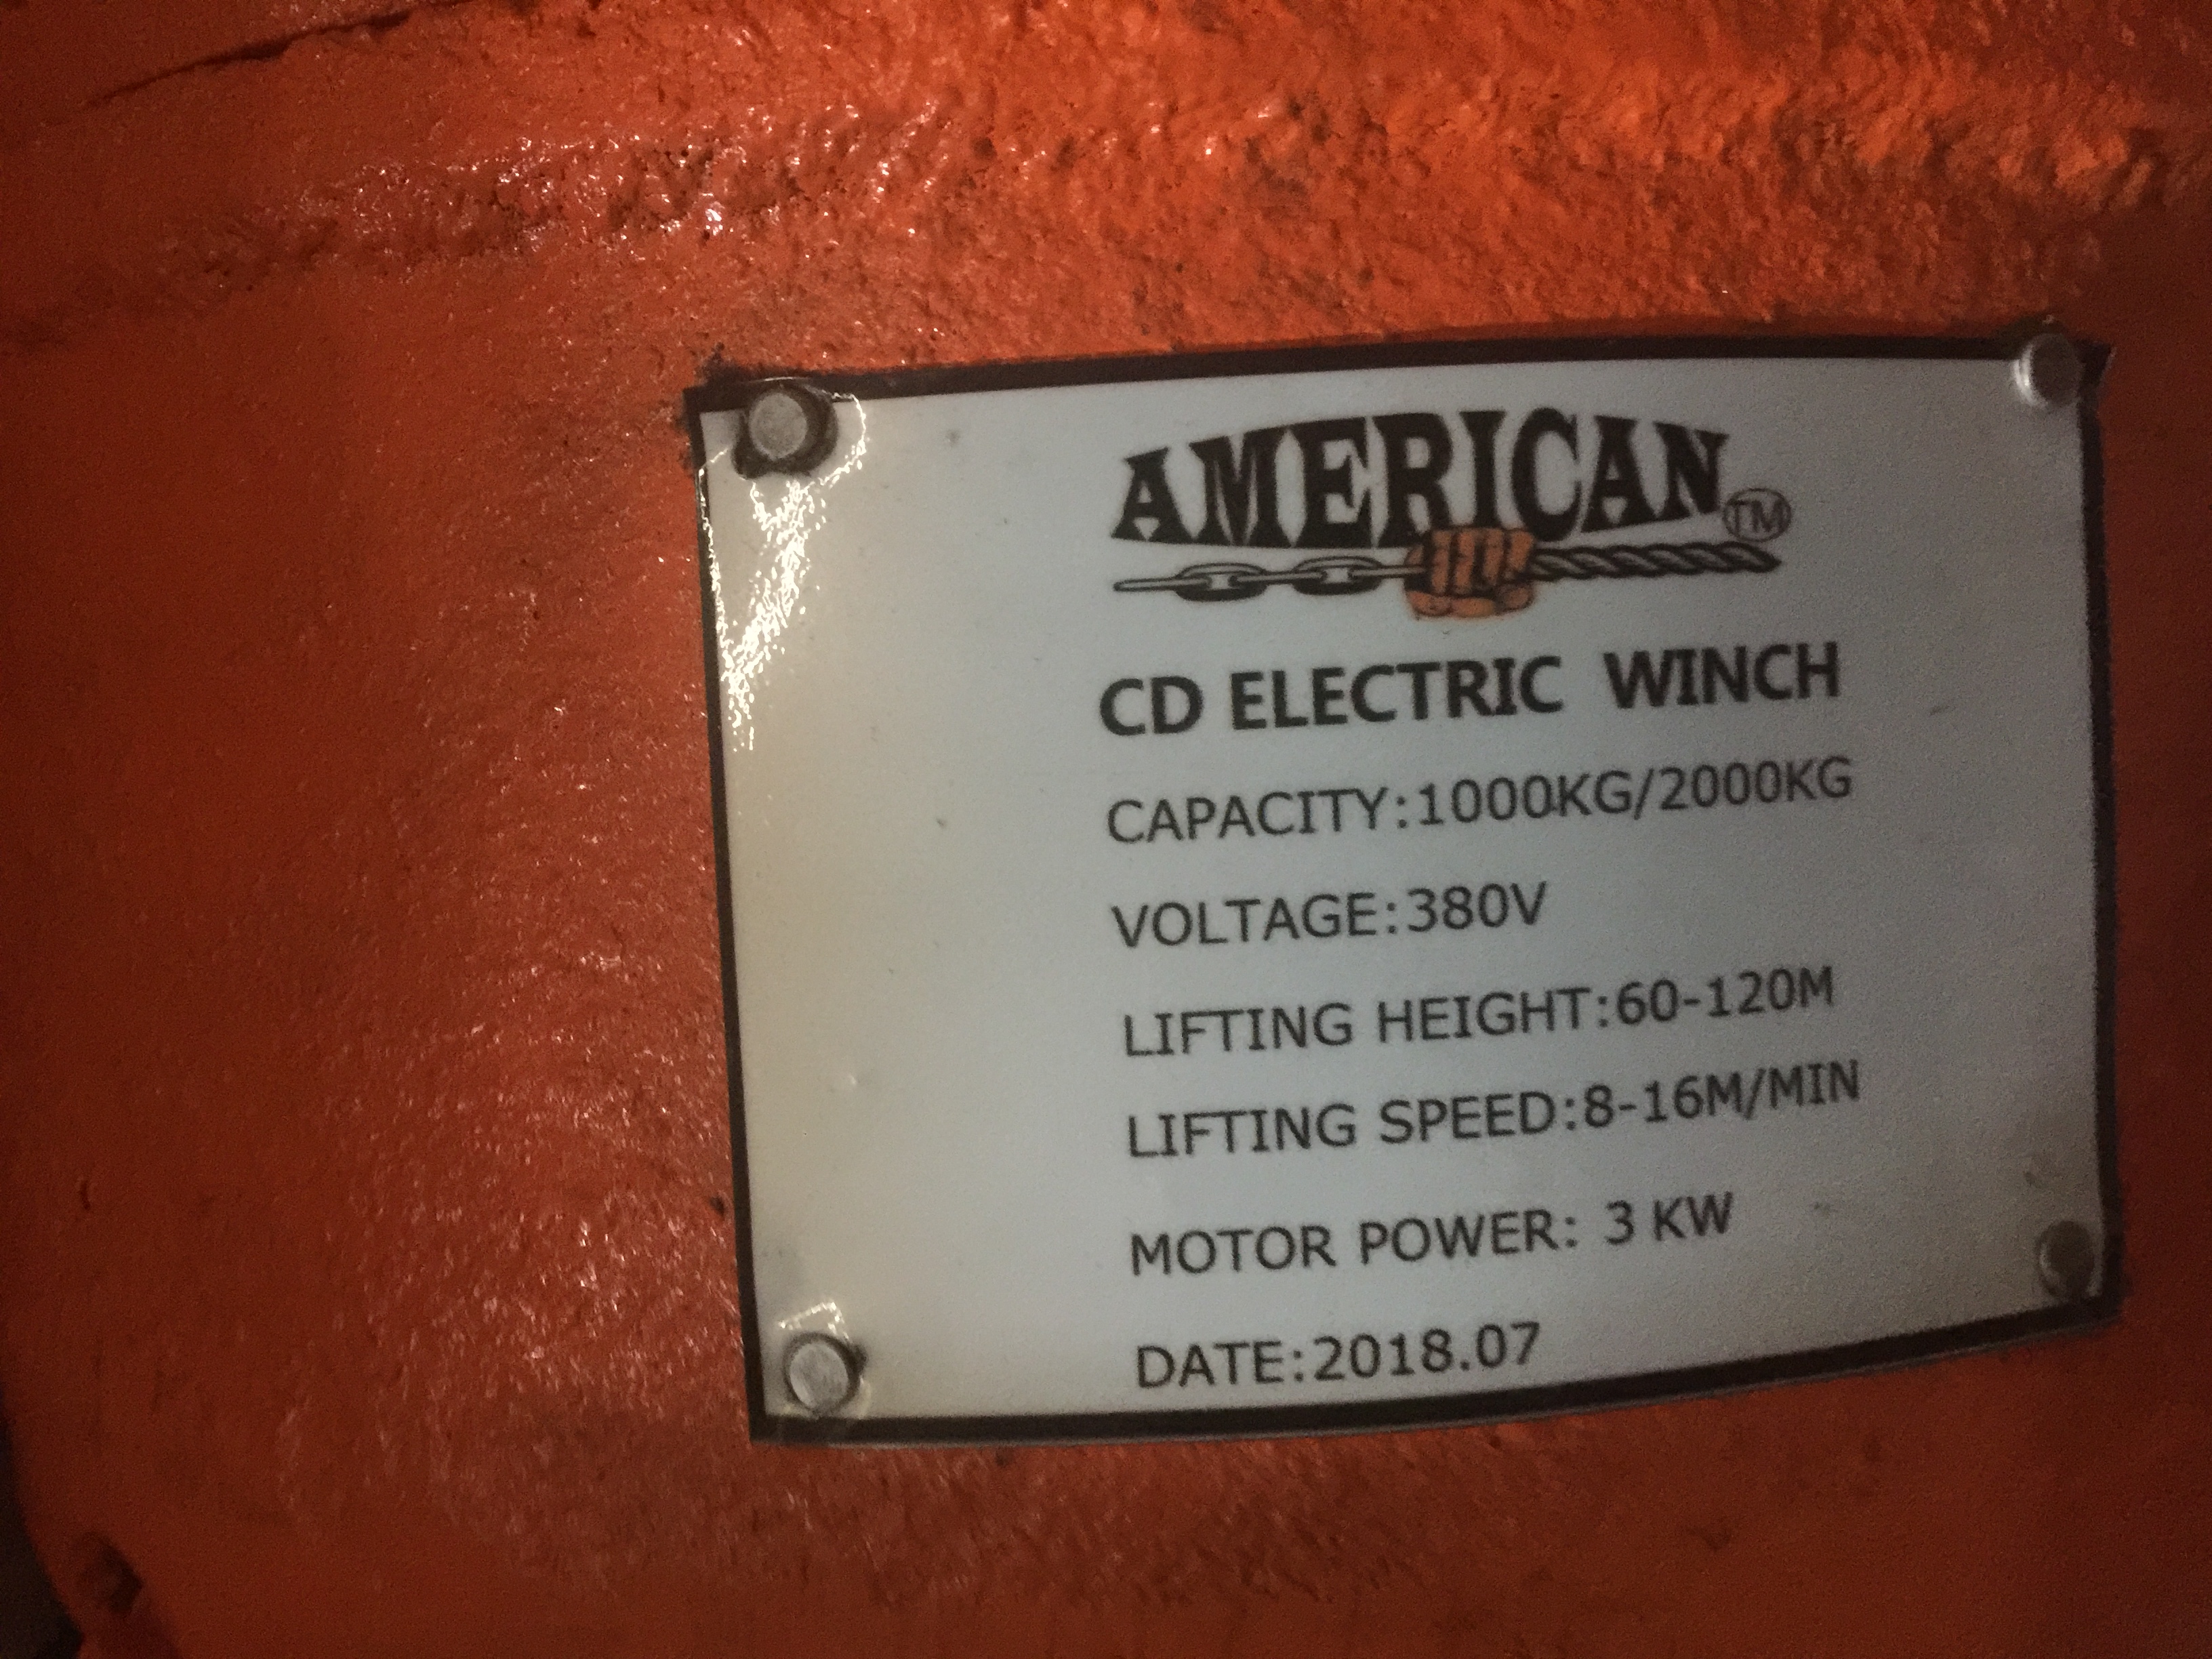 AMERICAN TM
CD ELECTRIC WINCH
CAPACITY:1000KG/2000KG
VOLTAGE:380V
LIFTING HEIGHT:60-120M
LIFTING SPEED:8-16M/MIN
MOTOR POWER: 3 KW
DATE:2018.07